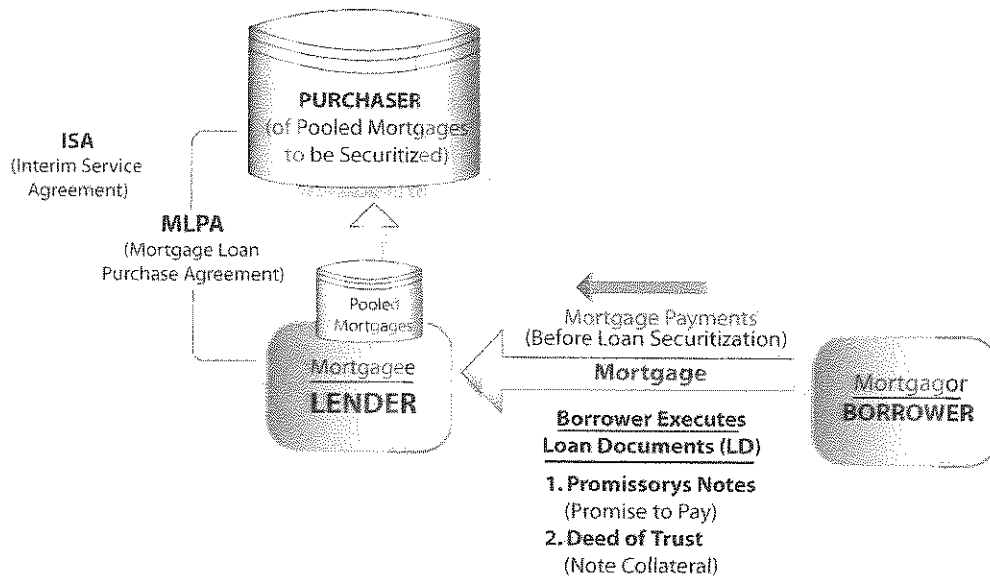 PURCHASER
(of Pooled Mortgages
to be Securitized)
ISA
(Interim Service
Agreement)
MLPA
(Mortgage Loan
Purchase Agreement)
Pooled
Mortgages
Mortgagee
LENDER
Mortgage Payments
(Before Loan Securitization)
Mortgage
Mortgagor
BORROWER
Borrower Executes
Loan Documents (LD)
1. Promissorys Notes
(Promise to Pay)
2. Deed of Trust
(Note Collateral)